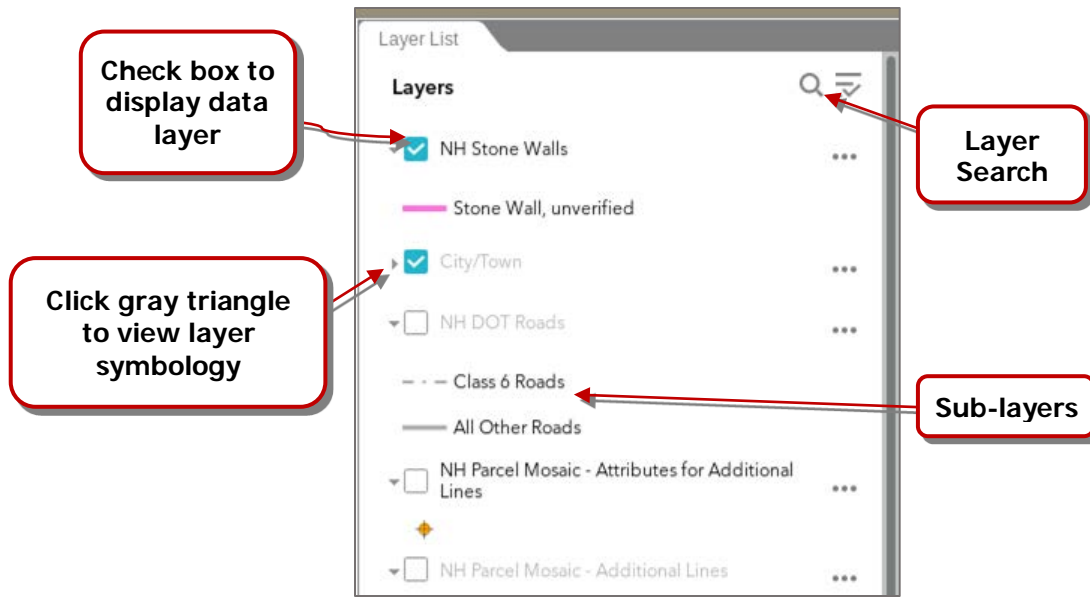 Layer List
Check box to
display data
layer
Layers
Layer
Search
NH Stone Walls
Stone Wall, unverified
City/Town
Click gray triangle
to view layer
symbology
NH DOT Roads
Class 6 Roads
Sub-layers
All Other Roads
NH Parcel Mosaic - Attributes for Additional
Lines
NH Parcel Mosaic - Additional Lines